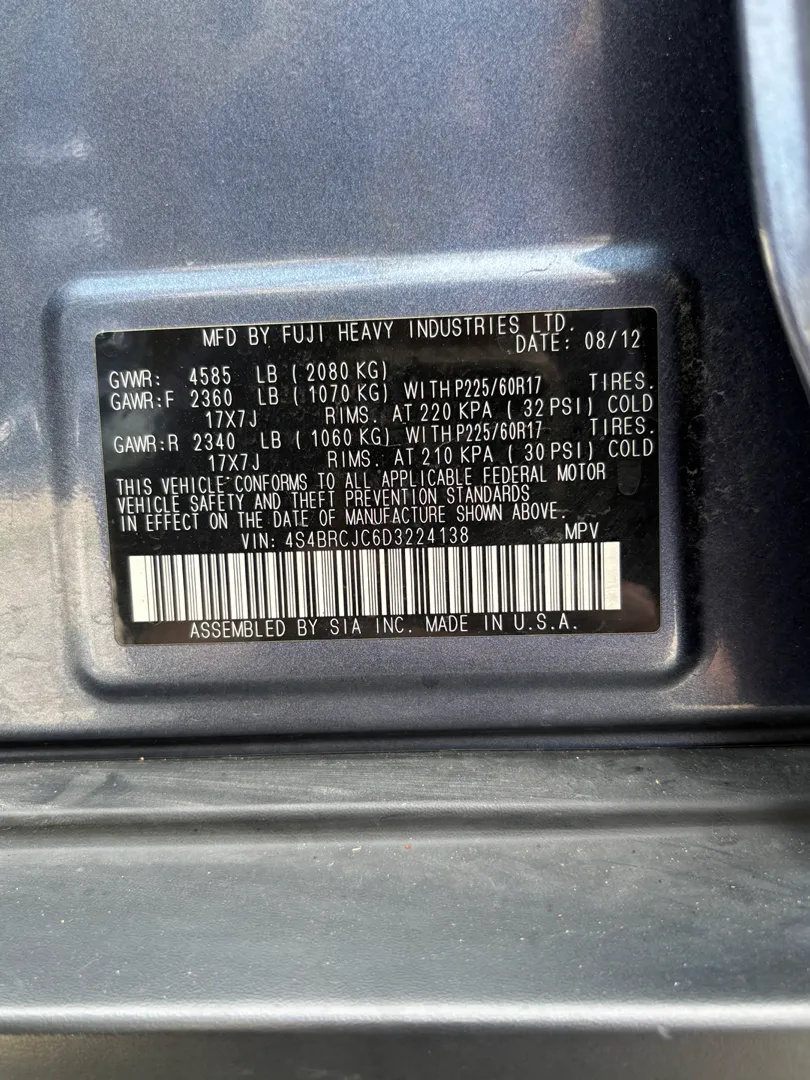 MFD BY FUJI HEAVY INDUSTRIES LTD.
DATE: 08/12
GVWR: 4585 LB ( 2080 KG)
GAWR:F 2360 LB ( 1070 KG) WITH P225/60R17 TIRES.
17X7J RIMS. AT 220 KPA ( 32 PSI) COLD
GAWR:R 2340 LB ( 1060 KG) WITH P225/60R17 TIRES.
17X7J RIMS. AT 210 KPA ( 30 PSI) COLD
THIS VEHICLE CONFORMS TO ALL APPLICABLE FEDERAL MOTOR
VEHICLE SAFETY AND THEFT PREVENTION STANDARDS
IN EFFECT ON THE DATE OF MANUFACTURE SHOWN ABOVE.
VIN: 4S4BRCJC6D3224138 MPV
ASSEMBLED BY SIA INC. MADE IN U.S.A.